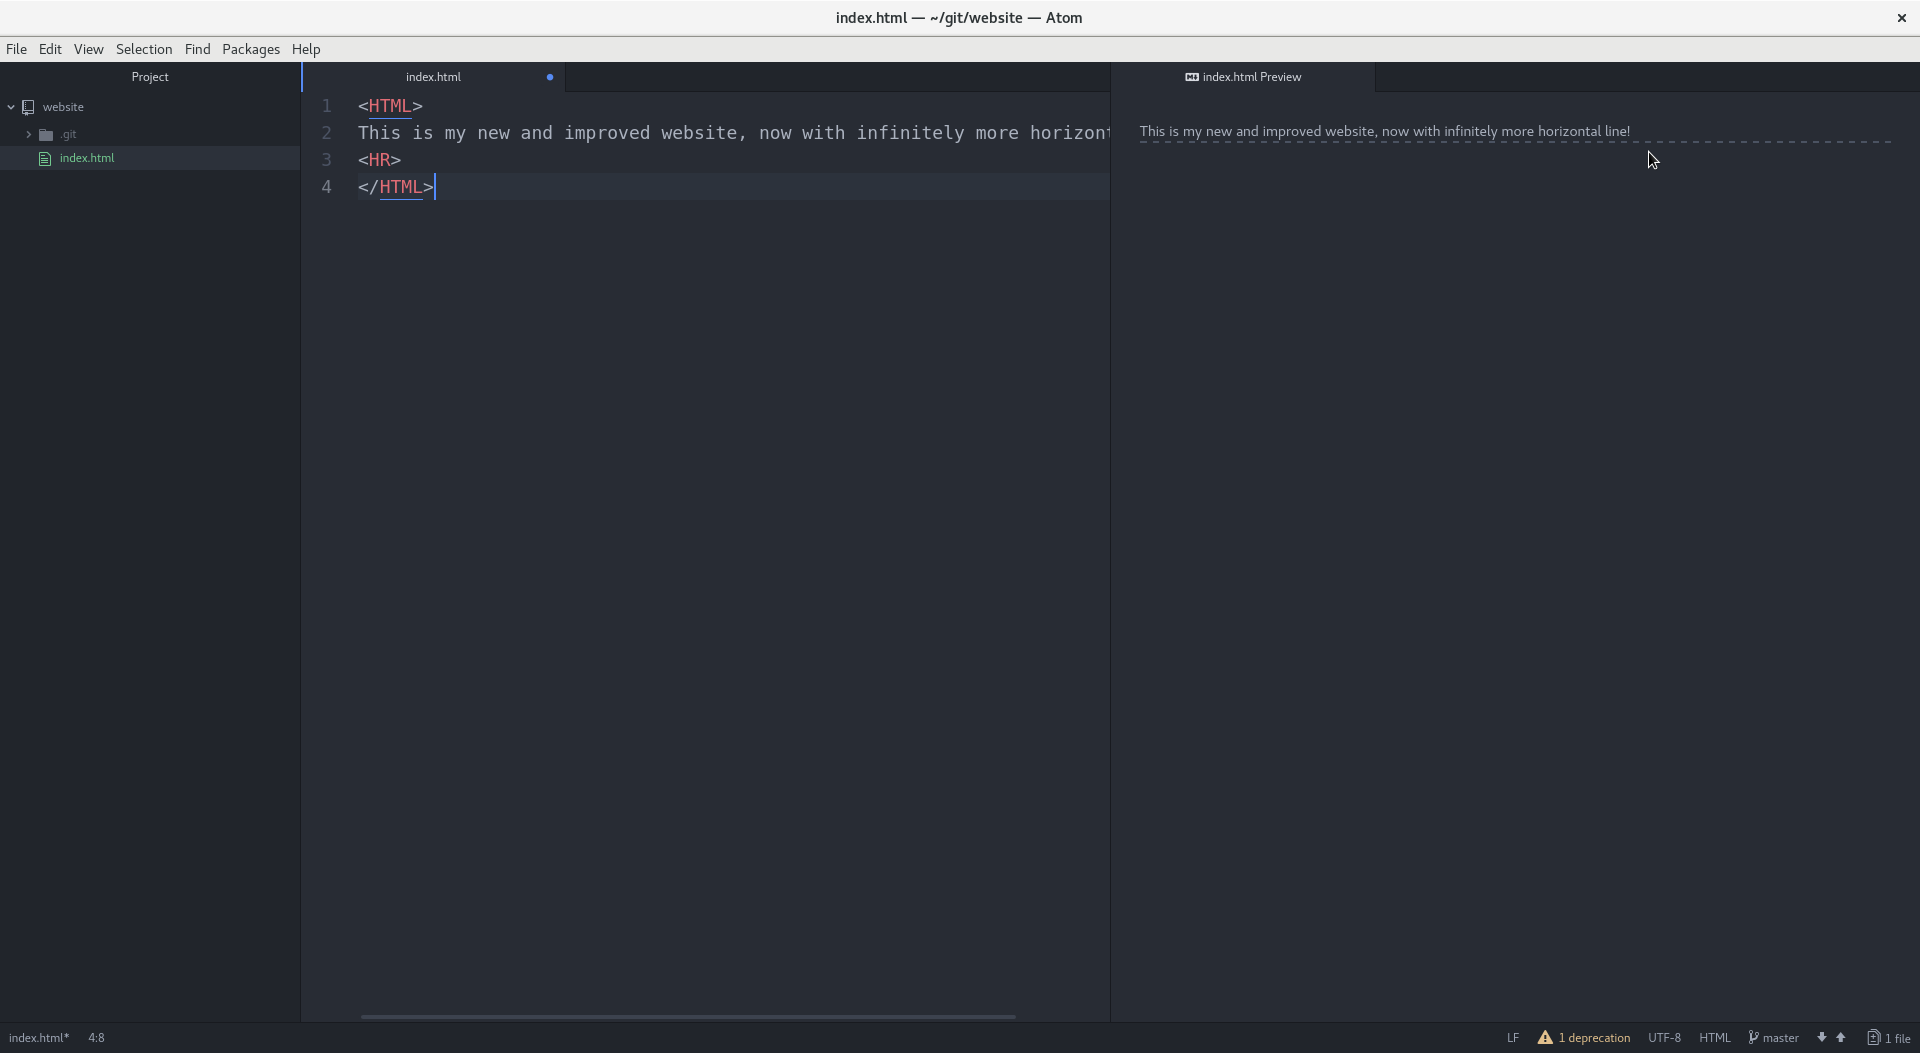 index.html — ~/git/website — Atom
File Edit View Selection Find Packages Help
Project
website
.git
index.html
index.html
1 <HTML>
2 This is my new and improved website, now with infinitely more horizont
3 <HR>
4 </HTML>
index.html Preview
This is my new and improved website, now with infinitely more horizontal line!
index.html* 4:8
LF 1 deprecation UTF-8 HTML master 1 file